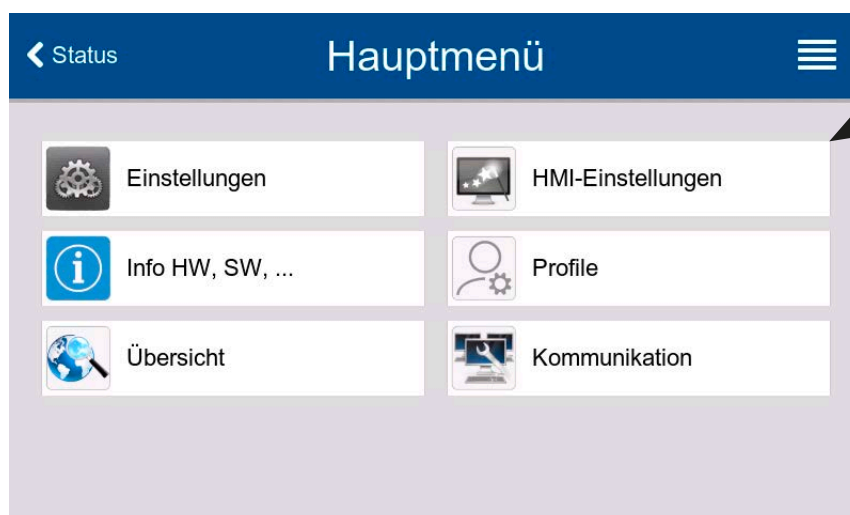 Status
Hauptmenü
Einstellungen
HMI-Einstellungen
Info HW, SW, ...
Profile
Übersicht
Kommunikation